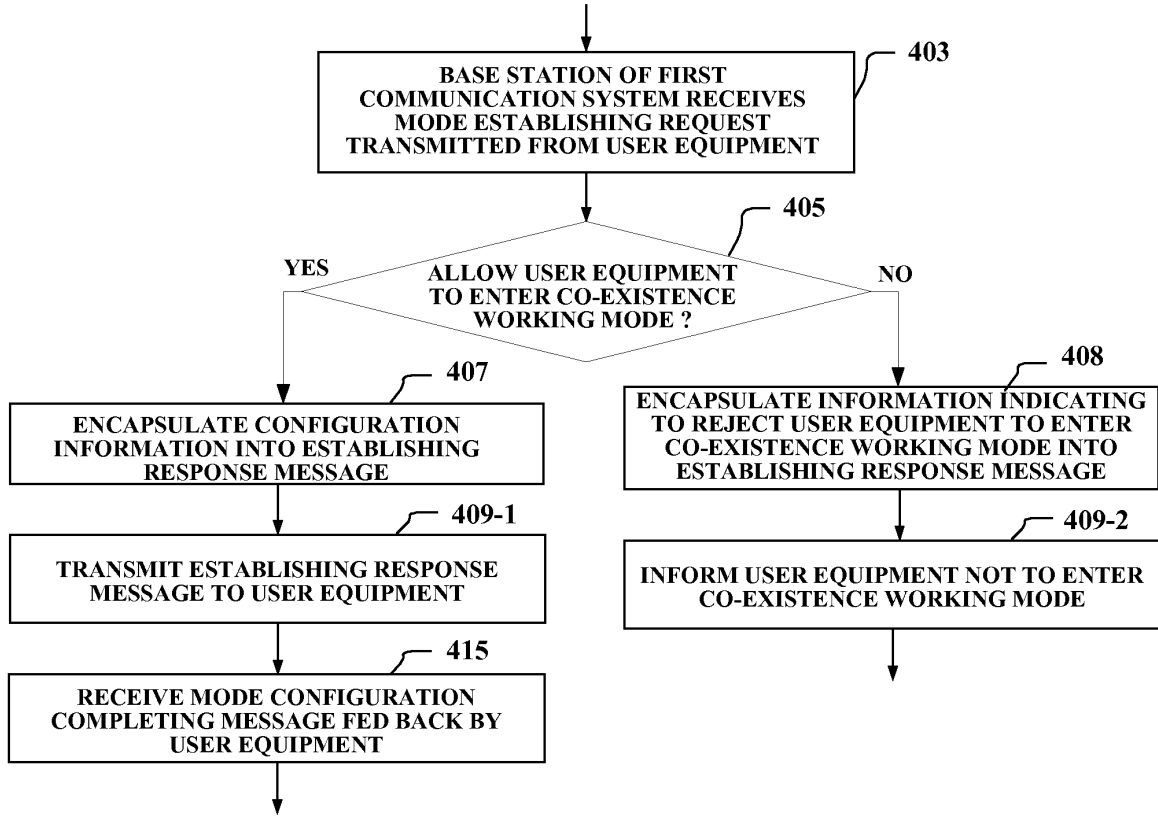 403
BASE STATION OF FIRST
COMMUNICATION SYSTEM RECEIVES
MODE ESTABLISHING REQUEST
TRANSMITTED FROM USER EQUIPMENT
405
YES
ALLOW USER EQUIPMENT
TO ENTER CO-EXISTENCE
WORKING MODE ?
NO
407
ENCAPSULATE CONFIGURATION
INFORMATION INTO ESTABLISHING
RESPONSE MESSAGE
408
ENCAPSULATE INFORMATION INDICATING
TO REJECT USER EQUIPMENT TO ENTER
CO-EXISTENCE WORKING MODE INTO
ESTABLISHING RESPONSE MESSAGE
409-1
TRANSMIT ESTABLISHING RESPONSE
MESSAGE TO USER EQUIPMENT
409-2
INFORM USER EQUIPMENT NOT TO ENTER
CO-EXISTENCE WORKING MODE
415
RECEIVE MODE CONFIGURATION
COMPLETING MESSAGE FED BACK BY
USER EQUIPMENT